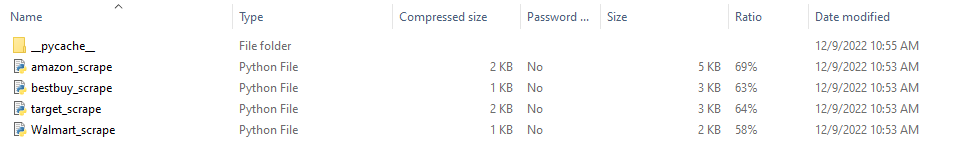 Name Type Compressed size Password ... Size Ratio Date modified
__pycache__ File folder 12/9/2022 10:55 AM
amazon_scrape Python File 2 KB No 5 KB 69% 12/9/2022 10:53 AM
bestbuy_scrape Python File 1 KB No 3 KB 63% 12/9/2022 10:53 AM
target_scrape Python File 2 KB No 3 KB 64% 12/9/2022 10:53 AM
Walmart_scrape Python File 1 KB No 2 KB 58% 12/9/2022 10:53 AM